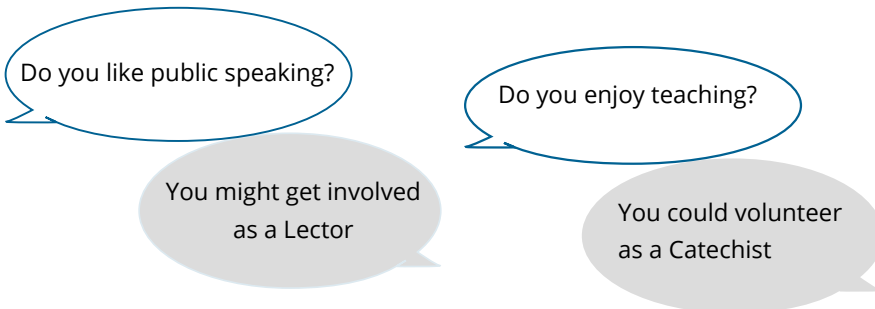 Do you like public speaking?
You might get involved
as a Lector
Do you enjoy teaching?
You could volunteer
as a Catechist